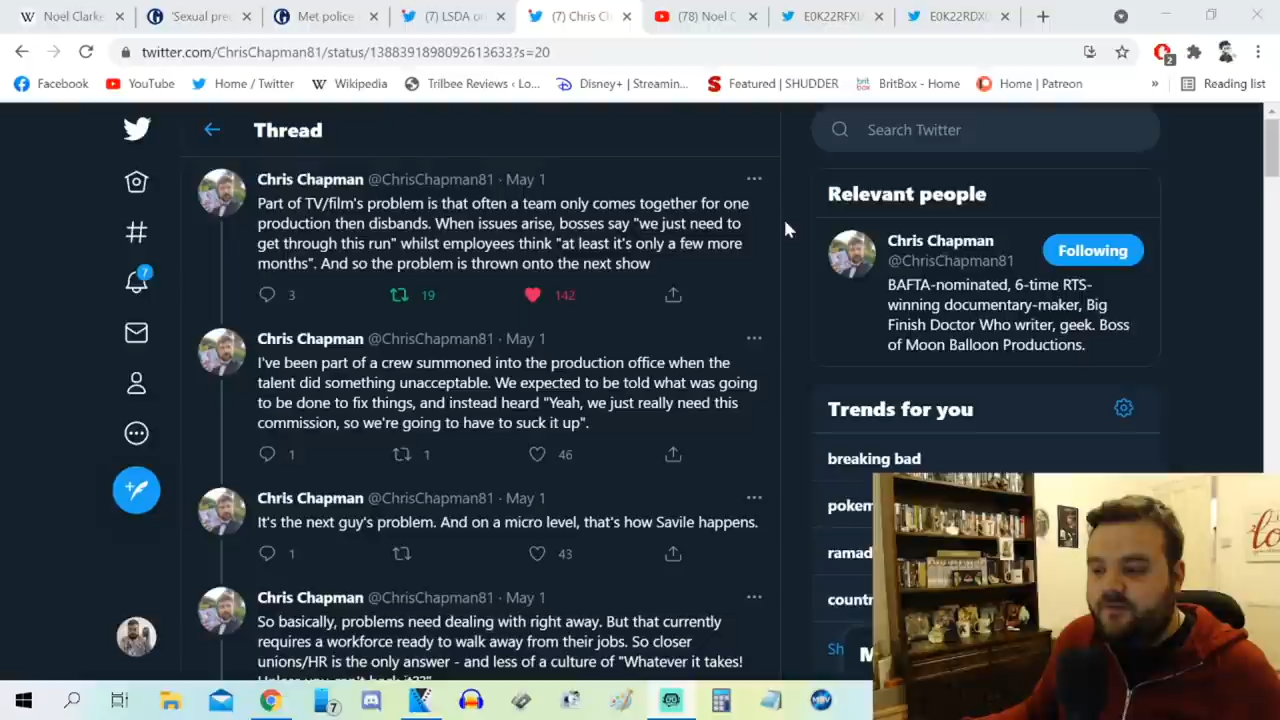 Noel Clarke
'Sexual pre
Met police
(7) LSDA o
(7) Chris Ch
(78) Noel C
E0K22RFXI
E0K22RDX
twitter.com/ChrisChapman81/status/1388391898092613633?s=20
2
Facebook
YouTube
Home / Twitter
Wikipedia
Trilbee Reviews ‹ Lo...
Disney+ | Streamin...
Featured | SHUDDER
BritBox - Home
Home | Patreon
»
Reading list
Thread
Search Twitter
Chris Chapman @ChrisChapman81 · May 1
Part of TV/film's problem is that often a team only comes together for one
production then disbands. When issues arise, bosses say "we just need to
get through this run" whilst employees think "at least it's only a few more
months". And so the problem is thrown onto the next show
3 19 142
Chris Chapman @ChrisChapman81 · May 1
I've been part of a crew summoned into the production office when the
talent did something unacceptable. We expected to be told what was going
to be done to fix things, and instead heard "Yeah, we just really need this
commission, so we're going to have to suck it up".
1 1 46
Chris Chapman @ChrisChapman81 · May 1
It's the next guy's problem. And on a micro level, that's how Savile happens.
1 43
Chris Chapman @ChrisChapman81 · May 1
So basically, problems need dealing with right away. But that currently
requires a workforce ready to walk away from their jobs. So closer
unions/HR is the only answer - and less of a culture of "Whatever it takes!
Relevant people
Chris Chapman
@ChrisChapman81
Following
BAFTA-nominated, 6-time RTS-
winning documentary-maker, Big
Finish Doctor Who writer, geek. Boss
of Moon Balloon Productions.
Trends for you
breaking bad
pokem
ramad
count
Sh
M
7
7
lo